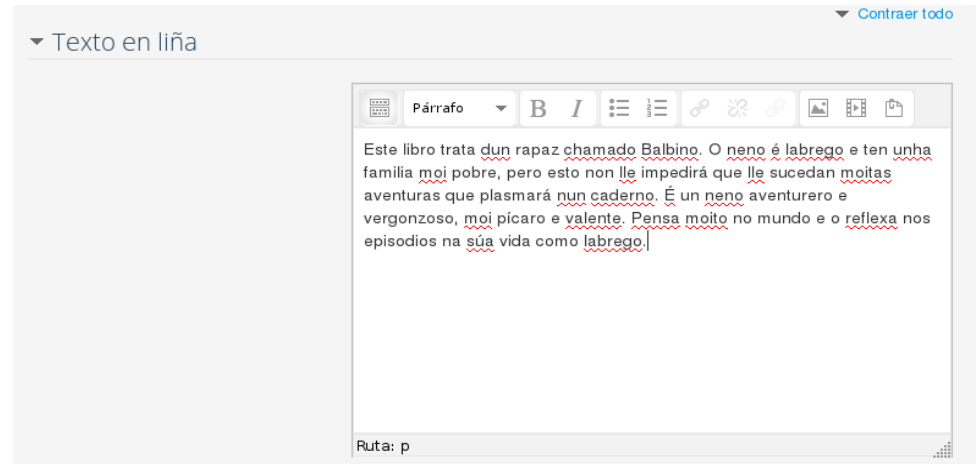 Contraer todo
Texto en liña
Párrafo B I
Este libro trata dun rapaz chamado Balbino. O neno é labrego e ten unha
familia moi pobre, pero esto non lle impedirá que lle sucedan moitas
aventuras que plasmará nun caderno. É un neno aventurero e
vergonzoso, moi pícaro e valente. Pensa moito no mundo e o reflexa nos
episodios na súa vida como labrego.
Ruta: p